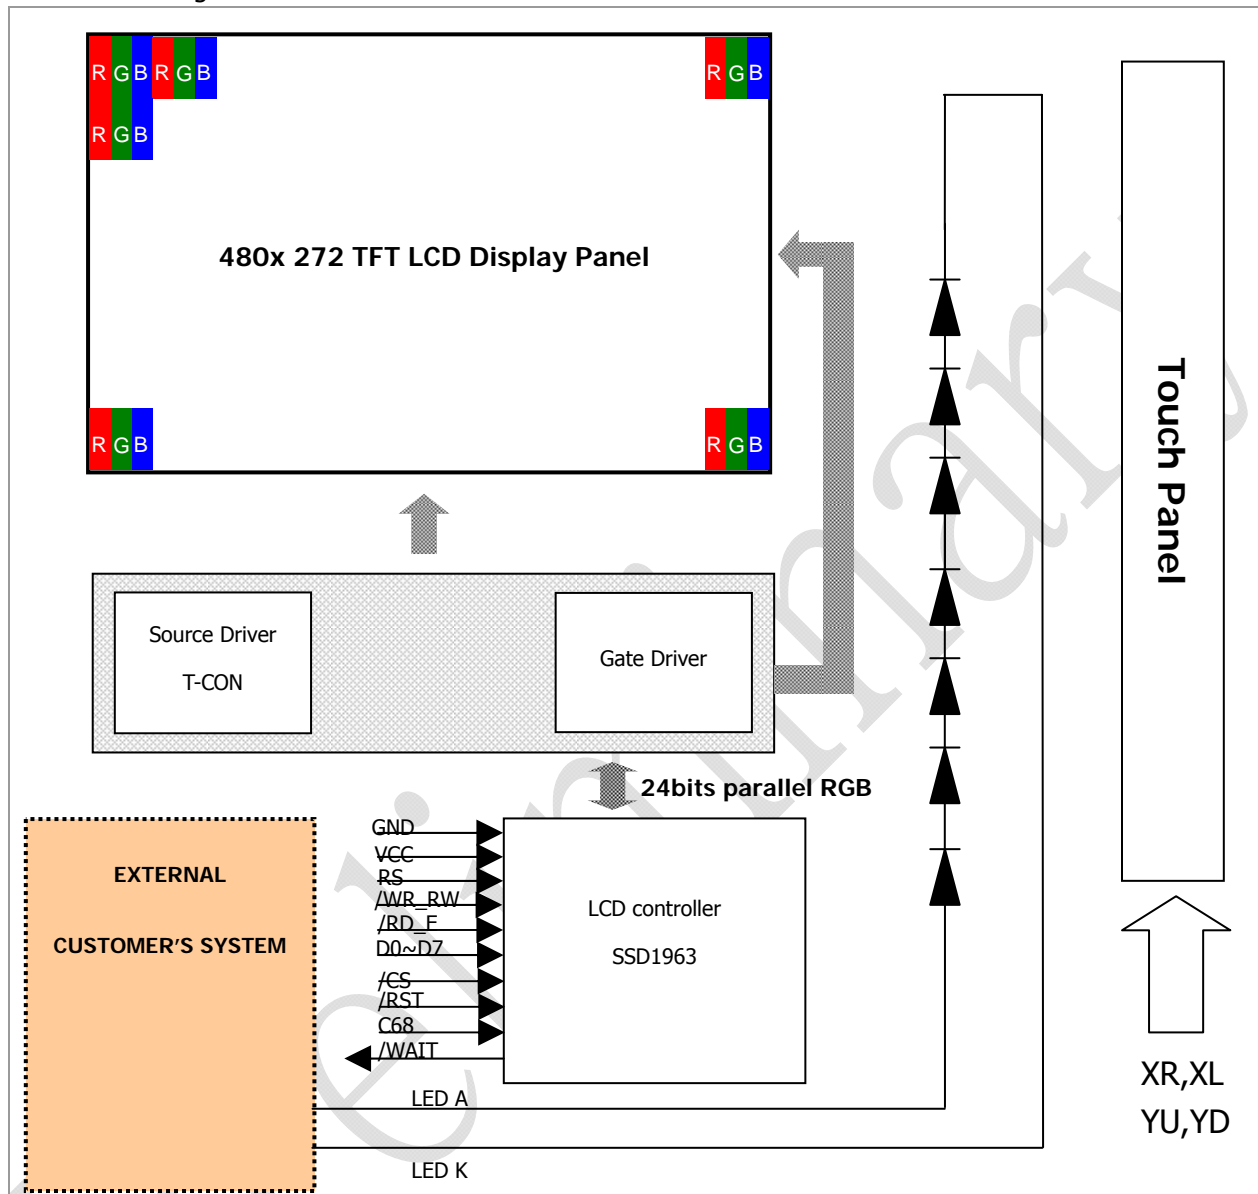 R G B R G B
R G B
R G B
480x 272 TFT LCD Display Panel
R G B
R G B
Touch Panel
Source Driver
T-CON
Gate Driver
24bits parallel RGB
EXTERNAL
CUSTOMER'S SYSTEM
GND
VCC
RS
/WR_RW
/RD_E
D0~D7
/CS
/RST
C68
/WAIT
LCD controller
SSD1963
LED A
LED K
XR,XL
YU,YD